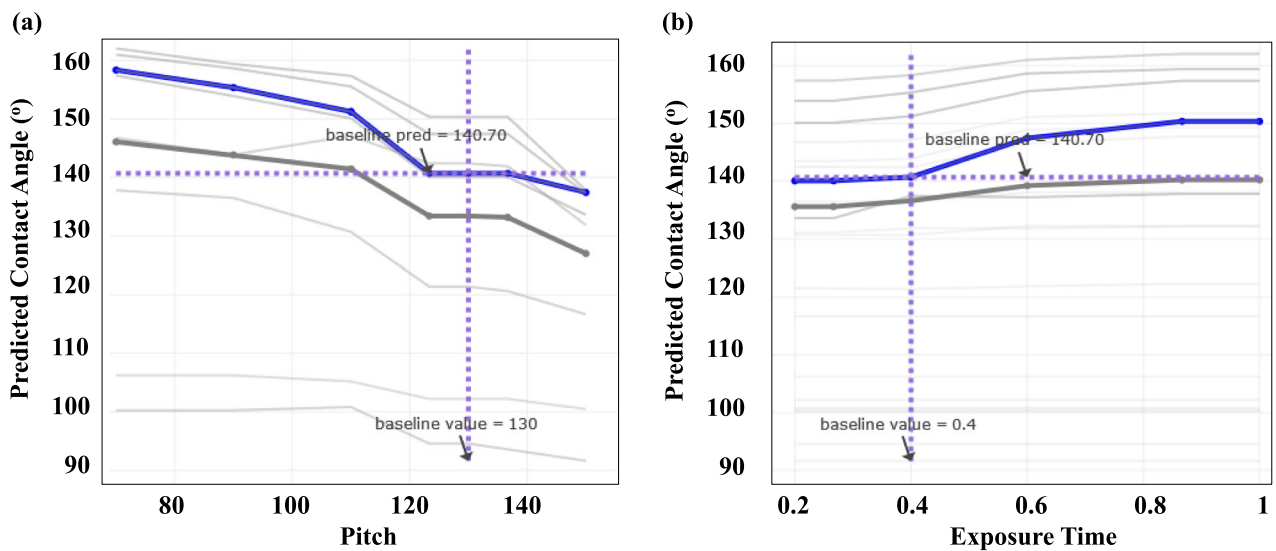 (a)
160
150
140
130
120
110
100
90
Predicted Contact Angle (º)
baseline pred = 140.70
baseline value = 130
80
100
120
140
Pitch
(b)
160
150
140
130
120
110
100
90
Predicted Contact Angle (º)
baseline pred = 140.70
baseline value = 0.4
0.2
0.4
0.6
0.8
1
Exposure Time